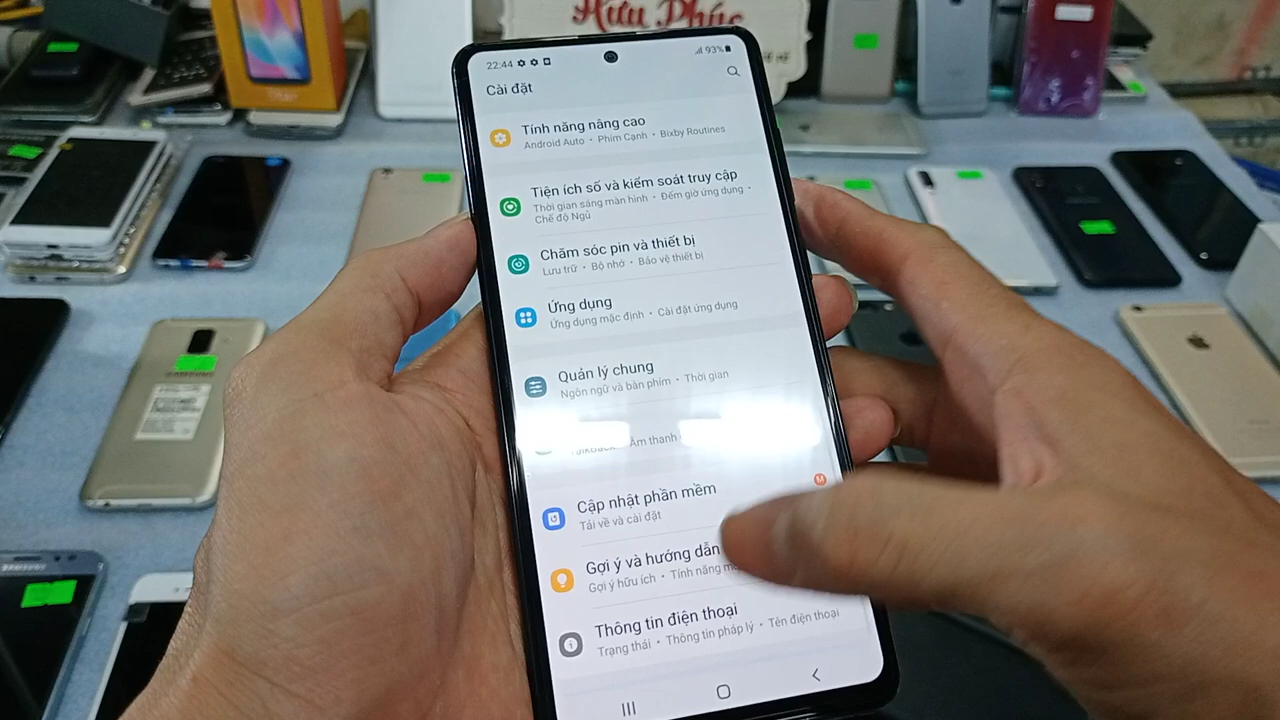 Hưu Phúc
22:44
93%
Cài đặt
Tính năng nâng cao
Android Auto • Phím Cạnh • Bixby Routines
Tiện ích số và kiểm soát truy cập
Thời gian sáng màn hình • Đếm giờ ứng dụng •
Chế độ Ngủ
Chăm sóc pin và thiết bị
Lưu trữ • Bộ nhớ • Bảo vệ thiết bị
Ứng dụng
Ứng dụng mặc định • Cài đặt ứng dụng
Quản lý chung
Ngôn ngữ và bàn phím • Thời gian
Âm thanh
Cập nhật phần mềm
Tải về và cài đặt
M
Gợi ý và hướng dẫn
Gợi ý hữu ích • Tính năng
Thông tin điện thoại
Trạng thái • Thông tin pháp lý • Tên điện thoại
SAMSUNG